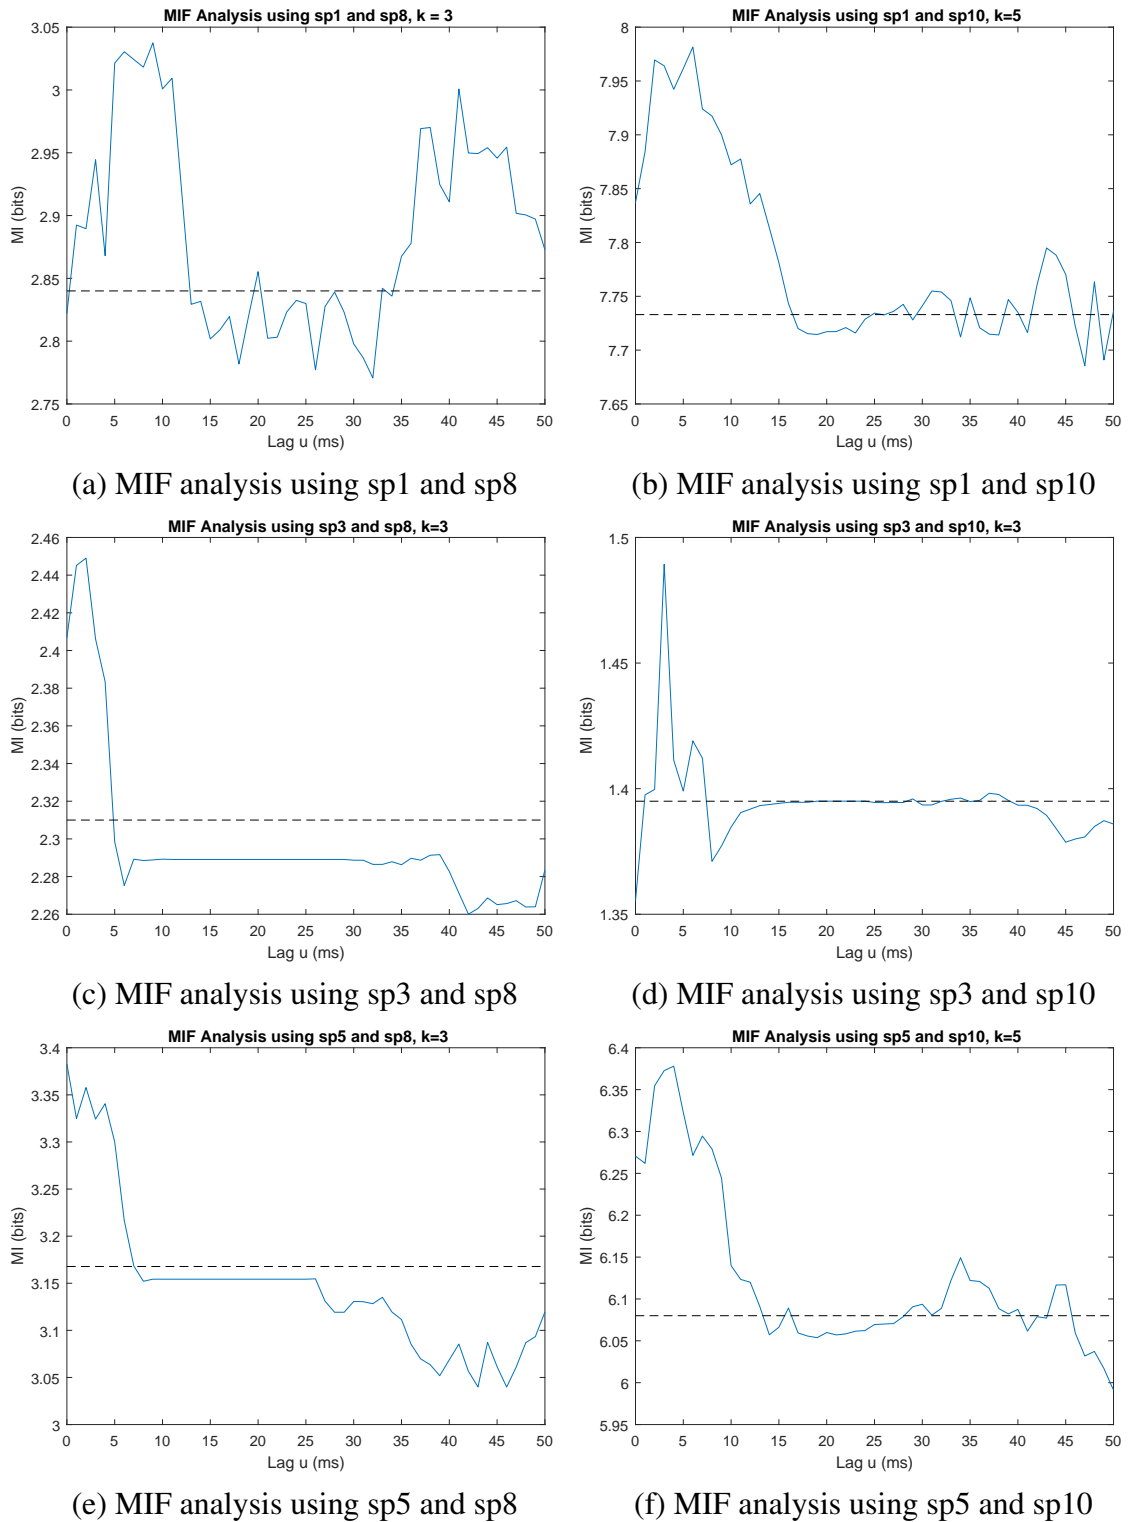 MIF Analysis using sp1 and sp8, k = 3
3.05
3
2.95
2.9
2.85
2.8
2.75
MI (bits)
0 5 10 15 20 25 30 35 40 45 50
Lag u (ms)
(a) MIF analysis using sp1 and sp8
MIF Analysis using sp1 and sp10, k=5
8
7.95
7.9
7.85
7.8
7.75
7.7
7.65
MI (bits)
0 5 10 15 20 25 30 35 40 45 50
Lag u (ms)
(b) MIF analysis using sp1 and sp10
MIF Analysis using sp3 and sp8, k=3
2.46
2.44
2.42
2.4
2.38
2.36
2.34
2.32
2.3
2.28
2.26
MI (bits)
0 5 10 15 20 25 30 35 40 45 50
Lag u (ms)
(c) MIF analysis using sp3 and sp8
MIF Analysis using sp3 and sp10, k=3
1.5
1.45
1.4
1.35
MI (bits)
0 5 10 15 20 25 30 35 40 45 50
Lag u (ms)
(d) MIF analysis using sp3 and sp10
MIF Analysis using sp5 and sp8, k=3
3.4
3.35
3.3
3.25
3.2
3.15
3.1
3.05
3
MI (bits)
0 5 10 15 20 25 30 35 40 45 50
Lag u (ms)
(e) MIF analysis using sp5 and sp8
MIF Analysis using sp5 and sp10, k=5
6.4
6.35
6.3
6.25
6.2
6.15
6.1
6.05
6
5.95
MI (bits)
0 5 10 15 20 25 30 35 40 45 50
Lag u (ms)
(f) MIF analysis using sp5 and sp10